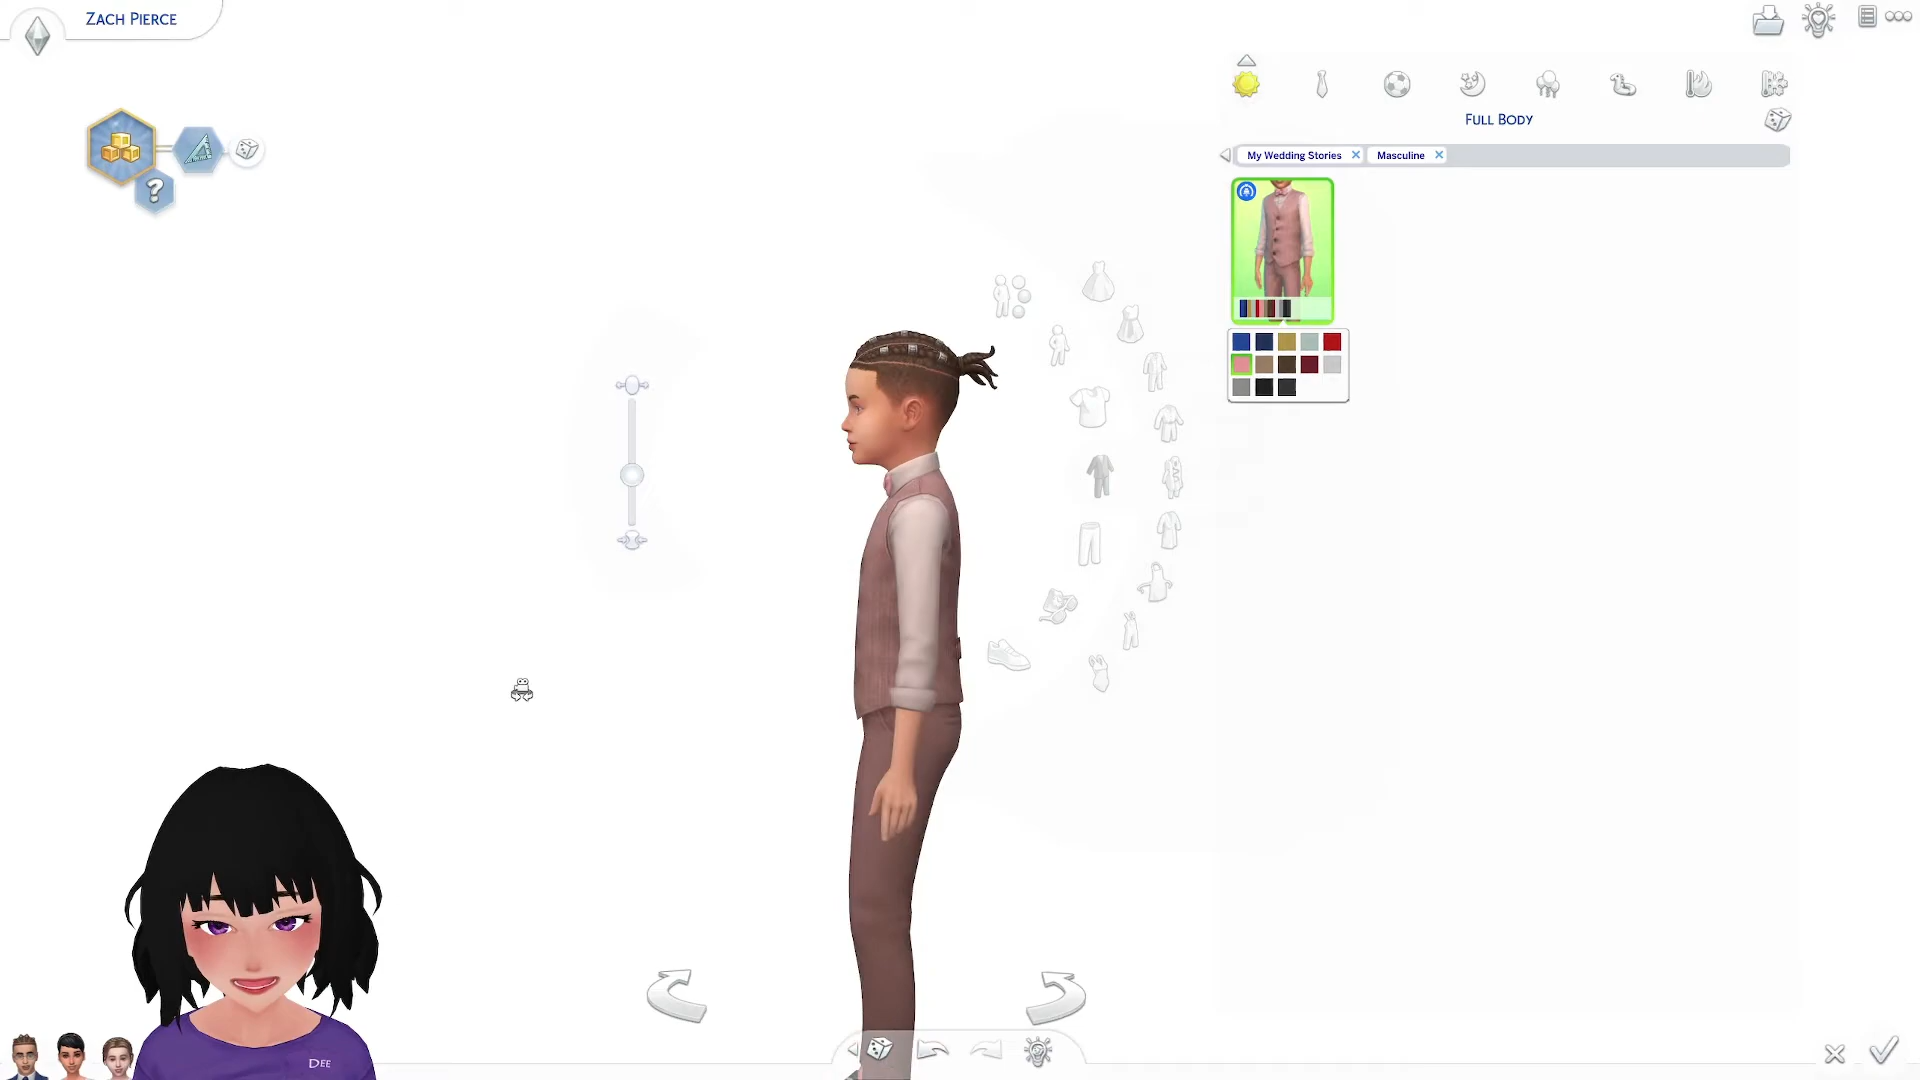 Zach Pierce
Full Body
My Wedding Stories
Masculine
Dee